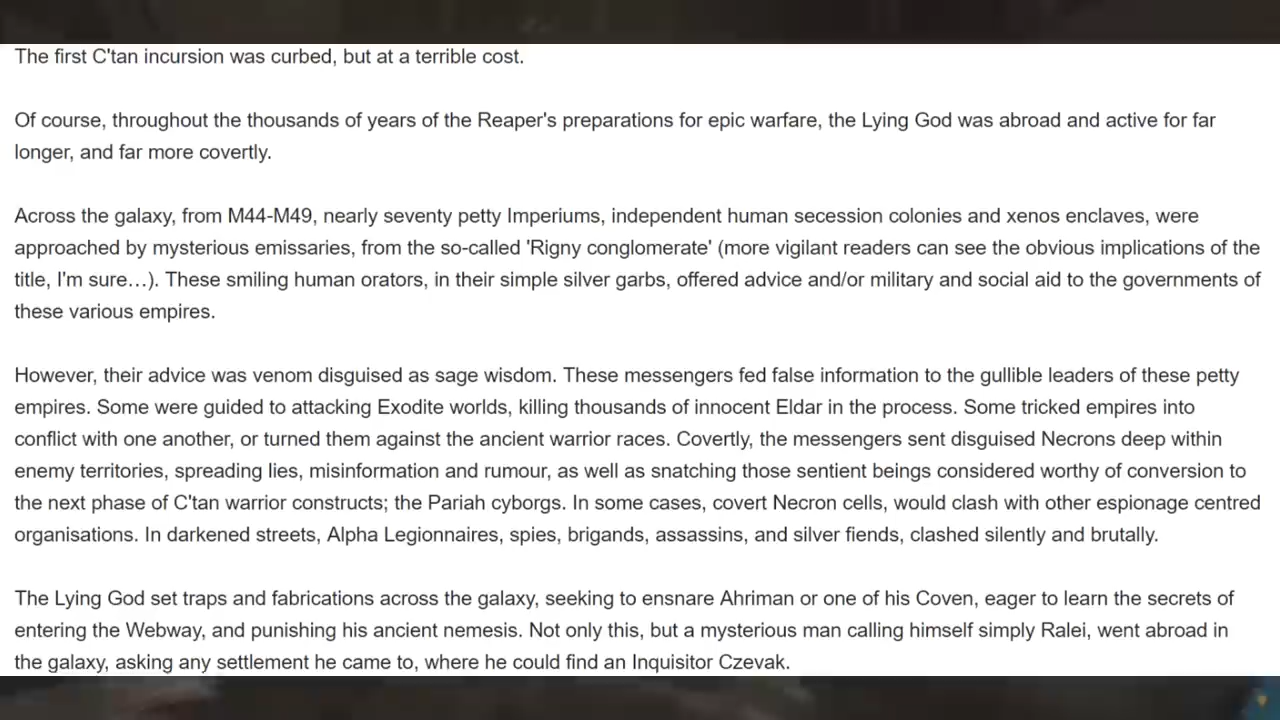 The first C'tan incursion was curbed, but at a terrible cost.
Of course, throughout the thousands of years of the Reaper's preparations for epic warfare, the Lying God was abroad and active for far
longer, and far more covertly.
Across the galaxy, from M44-M49, nearly seventy petty Imperiums, independent human secession colonies and xenos enclaves, were
approached by mysterious emissaries, from the so-called 'Rigny conglomerate' (more vigilant readers can see the obvious implications of the
title, I'm sure…). These smiling human orators, in their simple silver garbs, offered advice and/or military and social aid to the governments of
these various empires.
However, their advice was venom disguised as sage wisdom. These messengers fed false information to the gullible leaders of these petty
empires. Some were guided to attacking Exodite worlds, killing thousands of innocent Eldar in the process. Some tricked empires into
conflict with one another, or turned them against the ancient warrior races. Covertly, the messengers sent disguised Necrons deep within
enemy territories, spreading lies, misinformation and rumour, as well as snatching those sentient beings considered worthy of conversion to
the next phase of C'tan warrior constructs; the Pariah cyborgs. In some cases, covert Necron cells, would clash with other espionage centred
organisations. In darkened streets, Alpha Legionnaires, spies, brigands, assassins, and silver fiends, clashed silently and brutally.
The Lying God set traps and fabrications across the galaxy, seeking to ensnare Ahriman or one of his Coven, eager to learn the secrets of
entering the Webway, and punishing his ancient nemesis. Not only this, but a mysterious man calling himself simply Ralei, went abroad in
the galaxy, asking any settlement he came to, where he could find an Inquisitor Czevak.